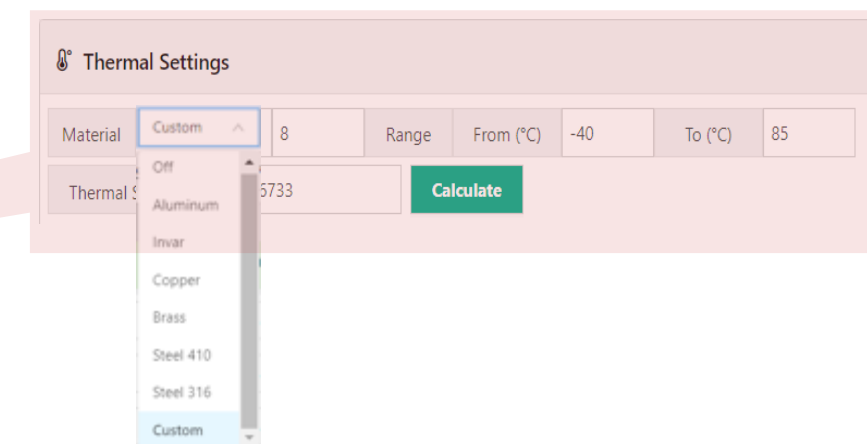 Thermal Settings
Material Custom 8 Range From (°C) -40 To (°C) 85
Thermal 6733 Calculate
Off
Aluminum
Invar
Copper
Brass
Steel 410
Steel 316
Custom